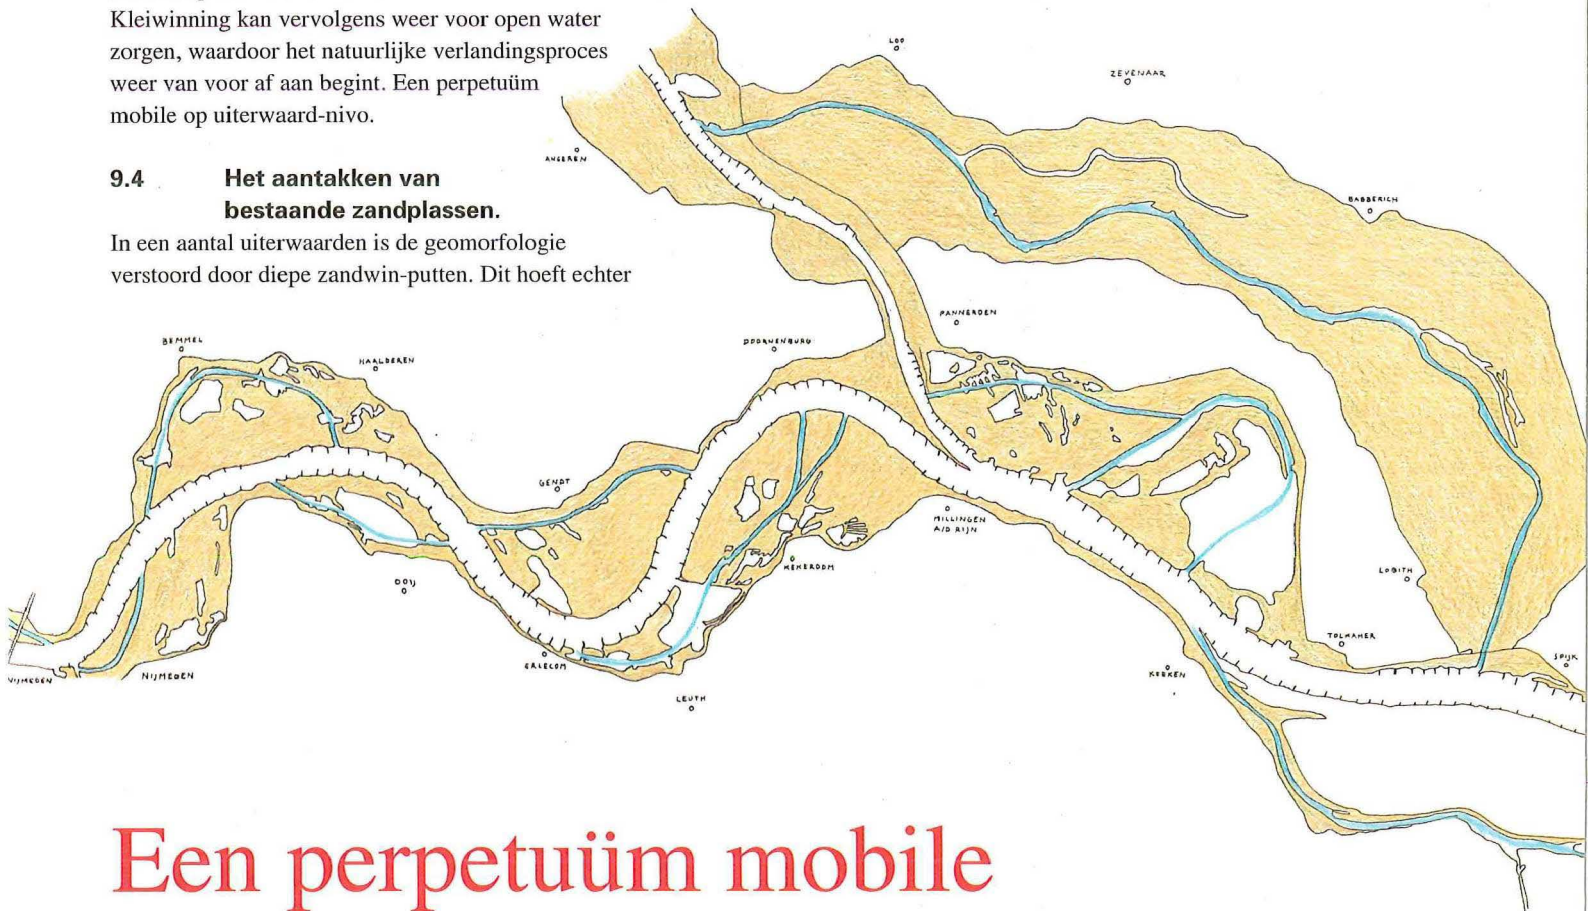 Kleiwinning kan vervolgens weer voor open water
zorgen, waardoor het natuurlijke verlandingsproces
weer van voor af aan begint. Een perpetuüm
mobile op uiterwaard-nivo.
9.4 Het aantakken van
bestaande zandplassen.
In een aantal uiterwaarden is de geomorfologie
verstoord door diepe zandwin-putten. Dit hoeft echter
LOO
ZEVENAAR
ANGEREN
BABBERICH
PANNERDEN
BEMMEL
HAALDEREN
DOORNENBURG
GENDT
MILLINGEN
A/D RIJN
KEKERDOM
OOIJ
LOBITH
TOLKAMER
SPIJK
ERLECOM
KEEKEN
NIJMEGEN
NIJMEGEN
LEUTH
Een perpetuüm mobile